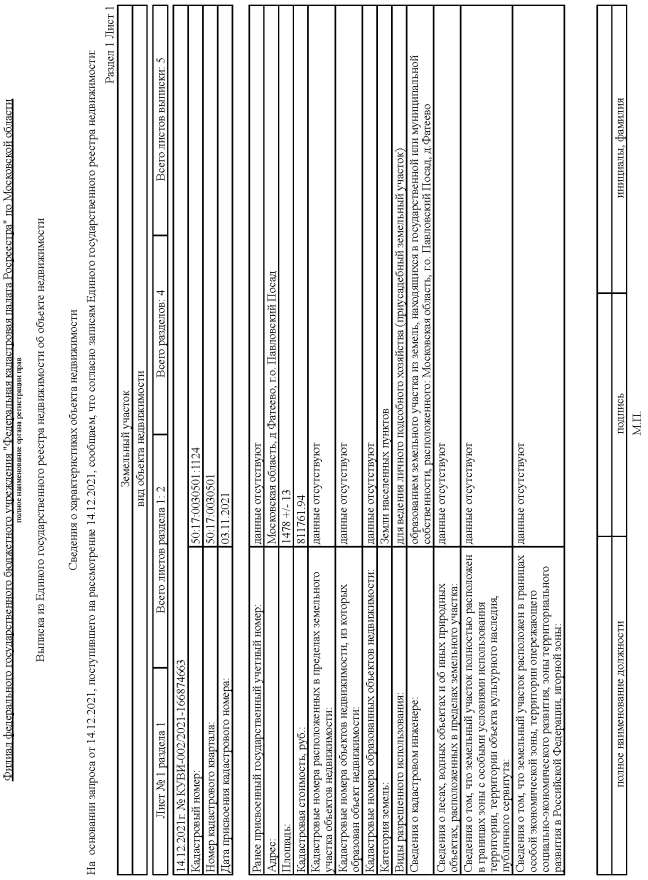 Филиал федерального государственного бюджетного учреждения "Федеральная кадастровая палата Росреестра" по Московской области
полное наименование органа регистрации прав
Выписка из Единого государственного реестра недвижимости об объекте недвижимости
Сведения о характеристиках объекта недвижимости
На основании запроса от 14.12.2021, поступившего на рассмотрение 14.12.2021, сообщаем, что согласно записям Единого государственного реестра недвижимости:
Раздел 1 Лист 1
Земельный участок
вид объекта недвижимости
Лист № 1 раздела 1 Всего листов раздела 1: 2 Всего разделов: 4 Всего листов выписки: 5
14.12.2021г. № КУВИ-002/2021-166874663
Кадастровый номер: 50:17:0030501:1124
Номер кадастрового квартала: 50:17:0030501
Дата присвоения кадастрового номера: 03.11.2021
Ранее присвоенный государственный учетный номер: данные отсутствуют
Адрес: Московская область, д Фатеево, г.о. Павловский Посад
Площадь: 1478 +/- 13
Кадастровая стоимость, руб.: 811761.94
Кадастровые номера расположенных в пределах земельного данные отсутствуют
участка объектов недвижимости:
Кадастровые номера объектов недвижимости, из которых данные отсутствуют
образован объект недвижимости:
Кадастровые номера образованных объектов недвижимости: данные отсутствуют
Категория земель: Земли населенных пунктов
Виды разрешенного использования: для ведения личного подсобного хозяйства (приусадебный земельный участок)
Сведения о кадастровом инженере: образованием земельного участка из земель, находящихся в государственной или муниципальной
собственности, расположенного: Московская область, г.о. Павловский Посад, д.Фатеево
Сведения о лесах, водных объектах и об иных природных данные отсутствуют
объектах, расположенных в пределах земельного участка:
Сведения о том, что земельный участок полностью расположен данные отсутствуют
в границах зоны с особыми условиями использования
территории, территории объекта культурного наследия,
публичного сервитута:
Сведения о том, что земельный участок расположен в границах данные отсутствуют
особой экономической зоны, территории опережающего
социально-экономического развития, зоны территориального
развития в Российской Федерации, игорной зоны:
полное наименование должности подпись инициалы, фамилия
М.П.